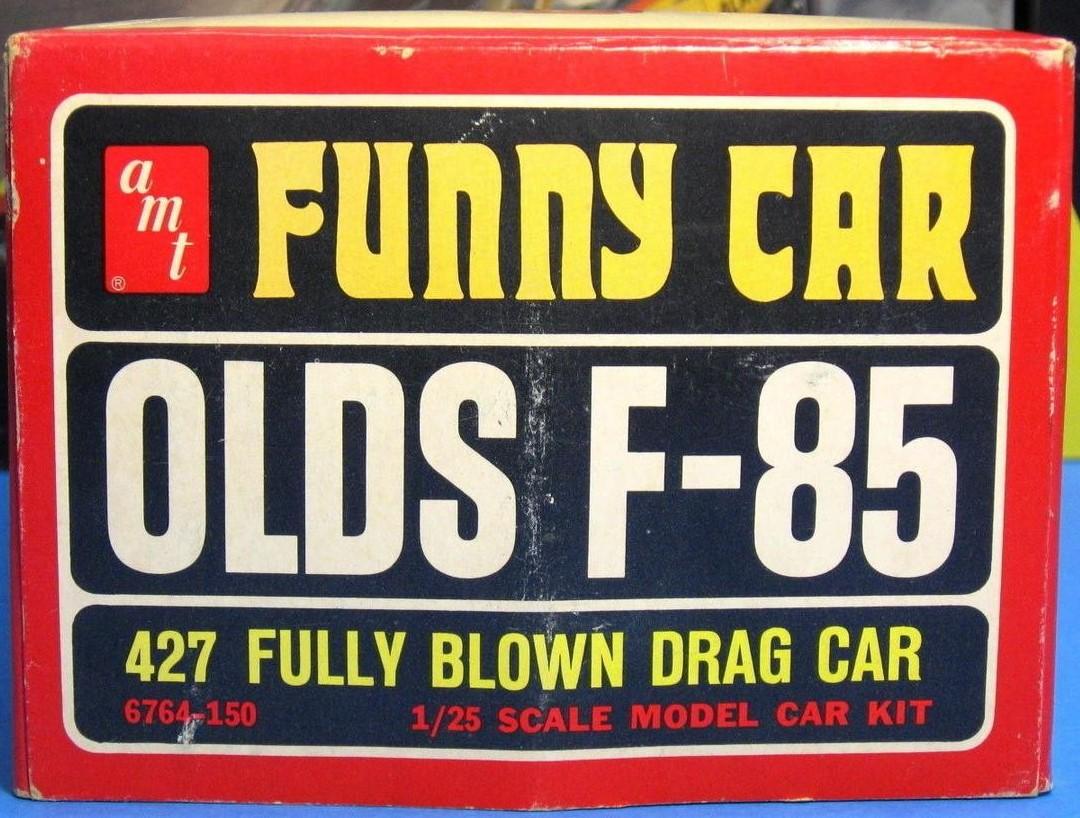 amt ®
FUNNY CAR
OLDS F-85
427 FULLY BLOWN DRAG CAR
6764-150 1/25 SCALE MODEL CAR KIT